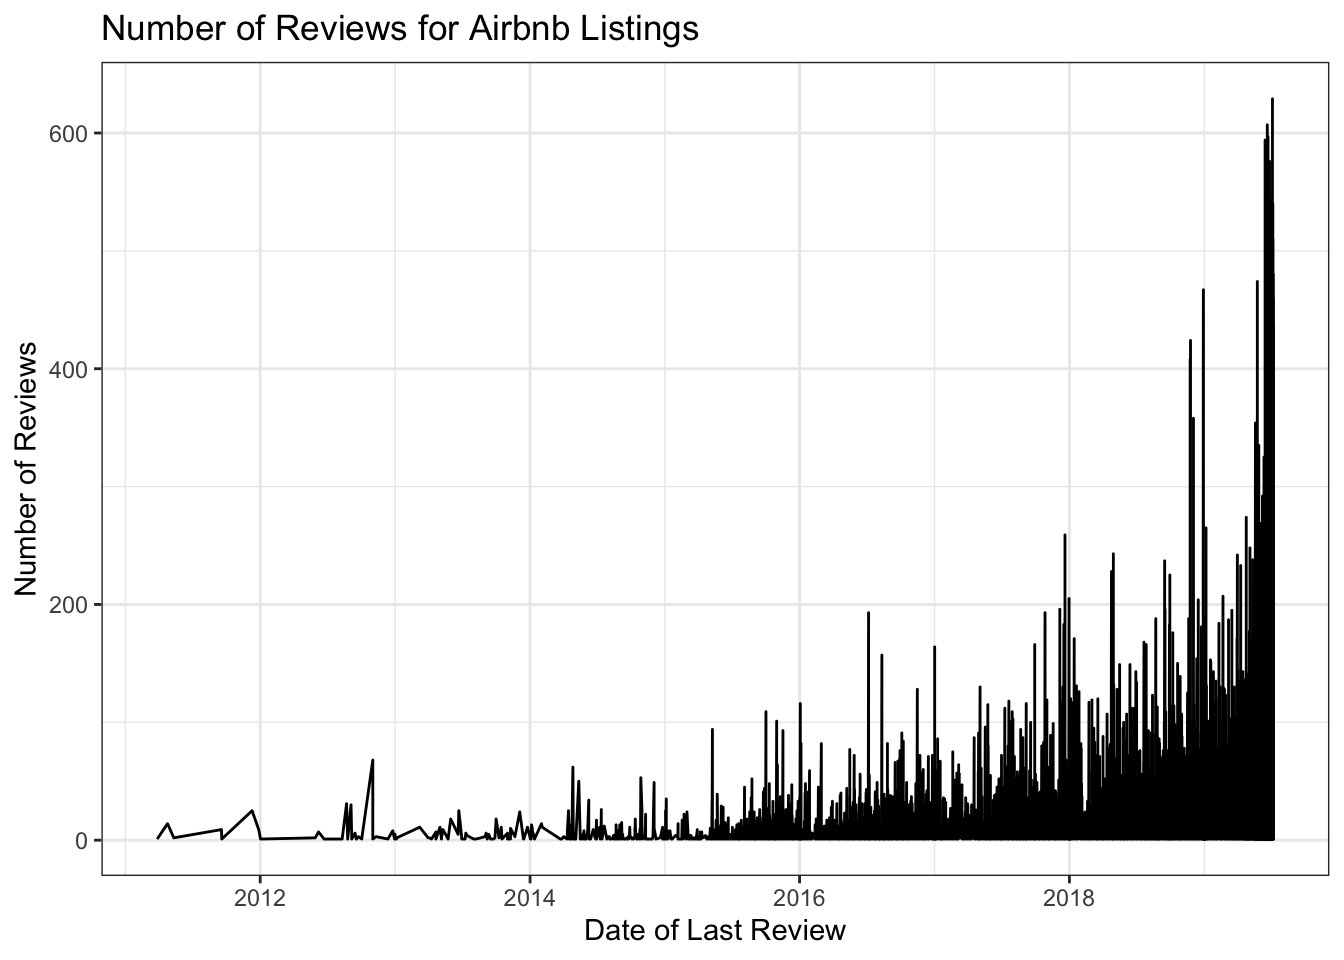 Number of Reviews for Airbnb Listings
Number of Reviews
600
400
200
0
2012 2014 2016 2018
Date of Last Review